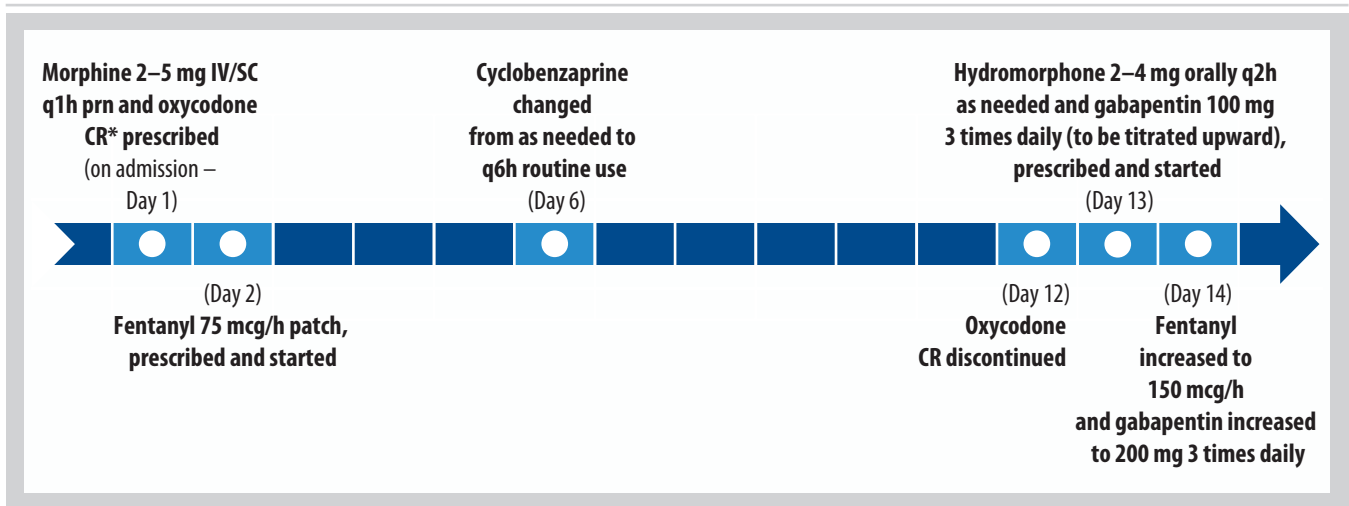 Morphine 2–5 mg IV/SC
q1h prn and oxycodone
CR* prescribed
(on admission –
Day 1)
Cyclobenzaprine
changed
from as needed to
q6h routine use
(Day 6)
Hydromorphone 2–4 mg orally q2h
as needed and gabapentin 100 mg
3 times daily (to be titrated upward),
prescribed and started
(Day 13)
(Day 2)
Fentanyl 75 mcg/h patch,
prescribed and started
(Day 12)
Oxycodone
CR discontinued
(Day 14)
Fentanyl
increased to
150 mcg/h
and gabapentin increased
to 200 mg 3 times daily